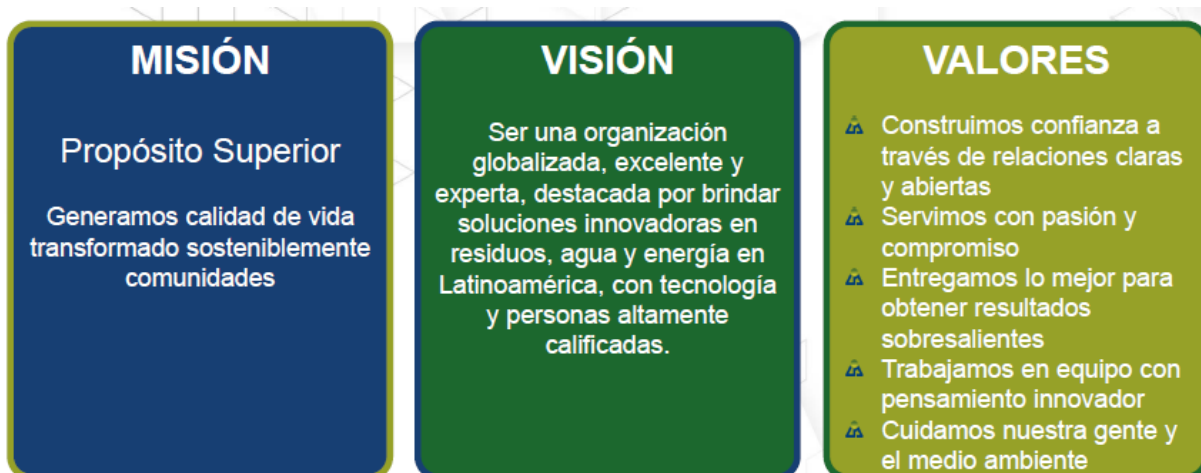 MISIÓN
Propósito Superior
Generamos calidad de vida
transformado sosteniblemente
comunidades
VISIÓN
Ser una organización
globalizada, excelente y
experta, destacada por brindar
soluciones innovadoras en
residuos, agua y energía en
Latinoamérica, con tecnología
y personas altamente
calificadas.
VALORES
Construimos confianza a
través de relaciones claras
y abiertas
Servimos con pasión y
compromiso
Entregamos lo mejor para
obtener resultados
sobresalientes
Trabajamos en equipo con
pensamiento innovador
Cuidamos nuestra gente y
el medio ambiente